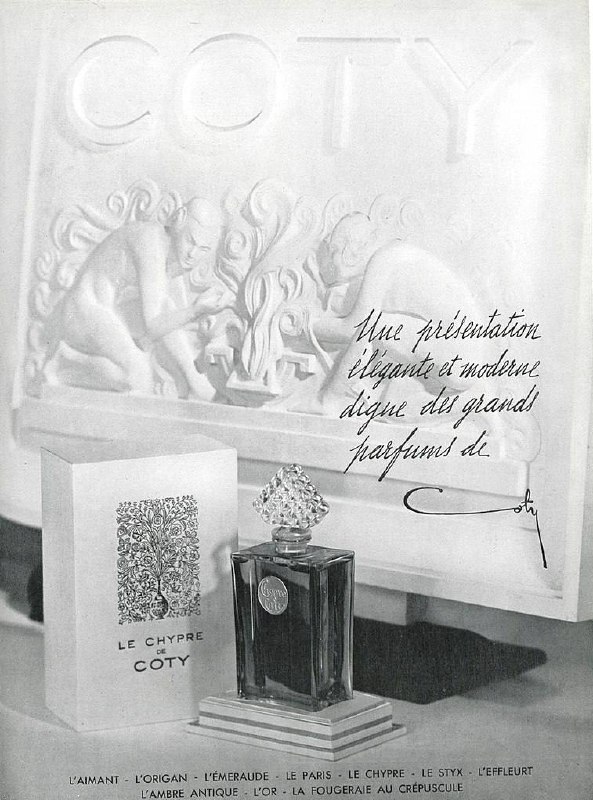 COTY
Une présentation
élégante et moderne
digne des grands
parfums de
Coty
LE CHYPRE
DE
COTY
Chypre
Coty
L'AIMANT - L'ORIGAN - L'ÉMERAUDE - LE PARIS - LE CHYPRE - LE STYX - L'EFFLEURT
L'AMBRE ANTIQUE - L'OR - LA FOUGERAIE AU CRÉPUSCULE